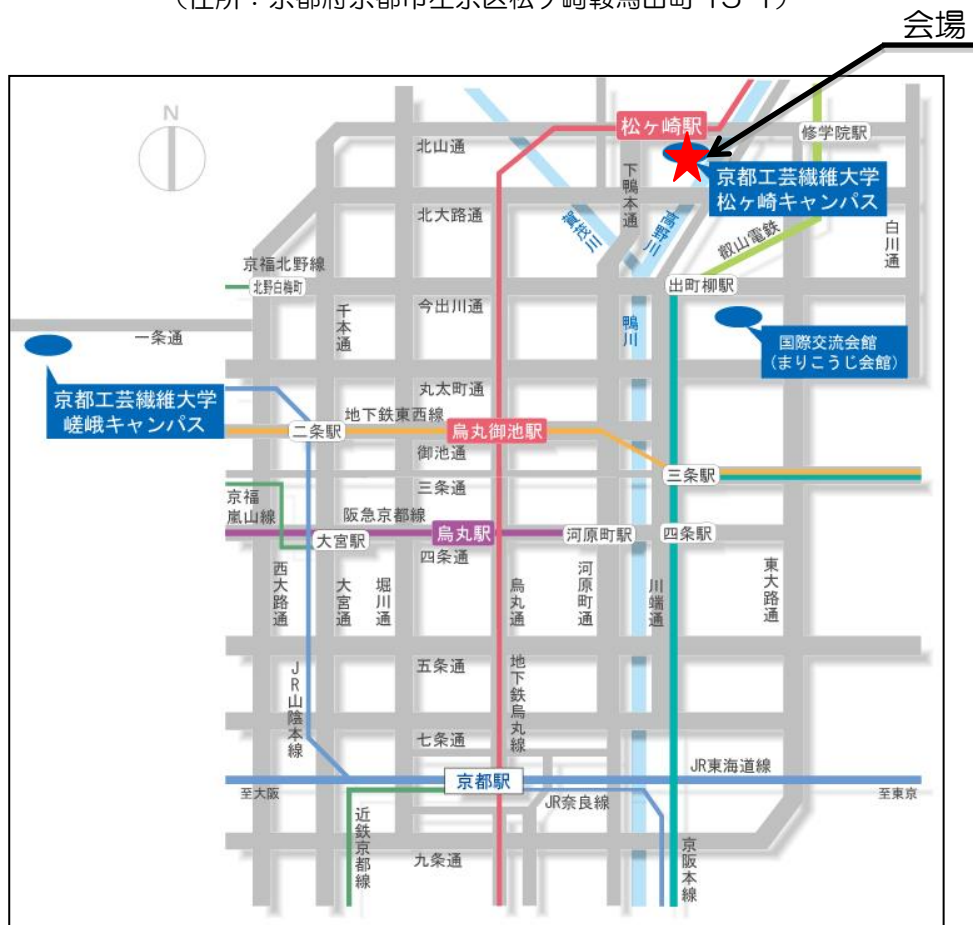 会場
N
松ヶ崎駅
修学院駅
北山通
下鴨本通
京都工芸繊維大学
松ヶ崎キャンパス
北大路通
賀茂川
高野川
叡山電鉄
白川通
京福北野線
北野白梅町
出町柳駅
千本通
今出川通
鴨川
一条通
国際交流会館
(まりこうじ会館)
京都工芸繊維大学
嵯峨キャンパス
丸太町通
地下鉄東西線
二条駅
烏丸御池駅
御池通
三条駅
三条通
京福
嵐山線
阪急京都線
大宮駅
烏丸駅
河原町駅
四条駅
四条通
西大路通
大宮通
堀川通
烏丸通
河原町通
川端通
東大路通
五条通
JR山陰本線
地下鉄烏丸線
七条通
JR東海道線
京都駅
至大阪
JR奈良線
至東京
近鉄京都線
九条通
京阪本線